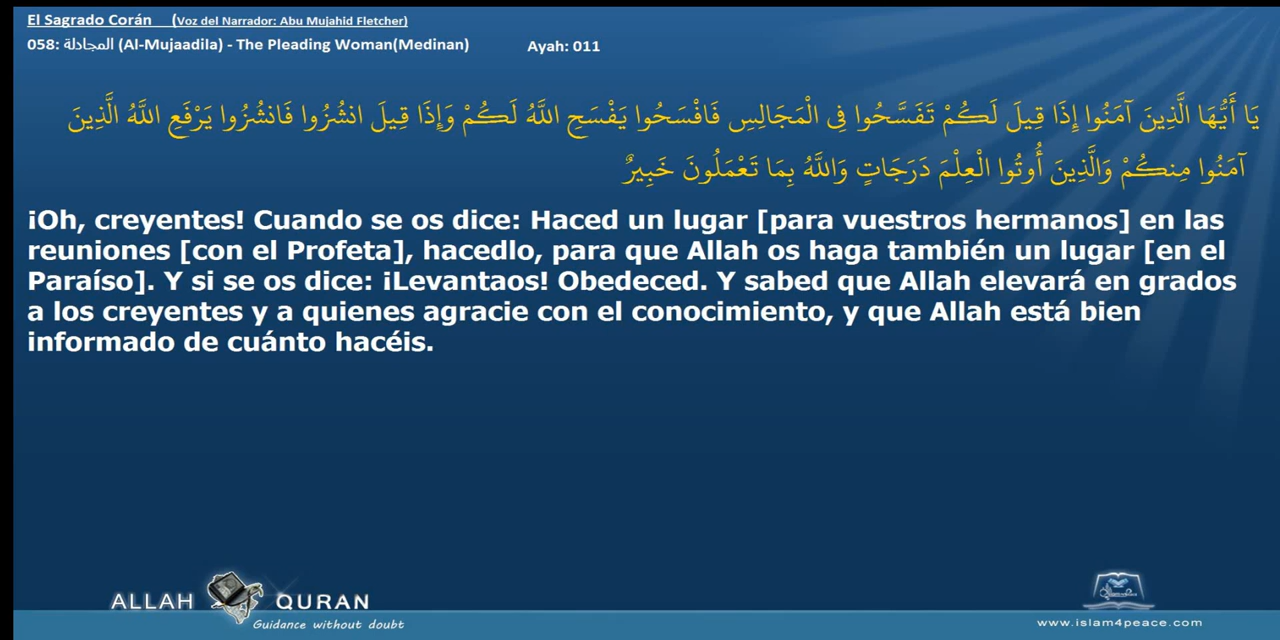 El Sagrado Corán (Voz del Narrador: Abu Mujahid Fletcher)
058: المجادلة (Al-Mujaadila) - The Pleading Woman(Medinan) Ayah: 011
يَا أَيُّهَا الَّذِينَ آمَنُوا إِذَا قِيلَ لَكُمْ تَفَسَّحُوا فِي الْمَجَالِسِ فَافْسَحُوا يَفْسَحِ اللَّهُ لَكُمْ وَإِذَا قِيلَ انشُزُوا فَانشُزُوا يَرْفَعِ اللَّهُ الَّذِينَ
آمَنُوا مِنكُمْ وَالَّذِينَ أُوتُوا الْعِلْمَ دَرَجَاتٍ وَاللَّهُ بِمَا تَعْمَلُونَ خَبِيرٌ
¡Oh, creyentes! Cuando se os dice: Haced un lugar [para vuestros hermanos] en las
reuniones [con el Profeta], hacedlo, para que Allah os haga también un lugar [en el
Paraíso]. Y si se os dice: ¡Levantaos! Obedeced. Y sabed que Allah elevará en grados
a los creyentes y a quienes agracie con el conocimiento, y que Allah está bien
informado de cuánto hacéis.
ALLAH QURAN
Guidance without doubt
www.islam4peace.com